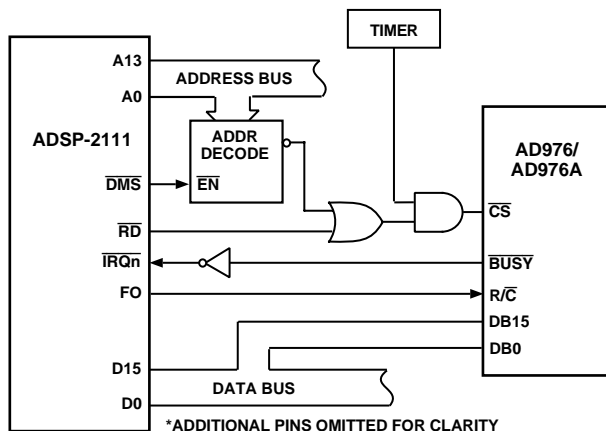 TIMER
A13
ADDRESS BUS
A0
ADSP-2111
ADDR
DECODE
AD976/
AD976A
DMS
EN
CS
RD
IRQn
BUSY
FO
R/C
DB15
DB0
D15
DATA BUS
D0
*ADDITIONAL PINS OMITTED FOR CLARITY